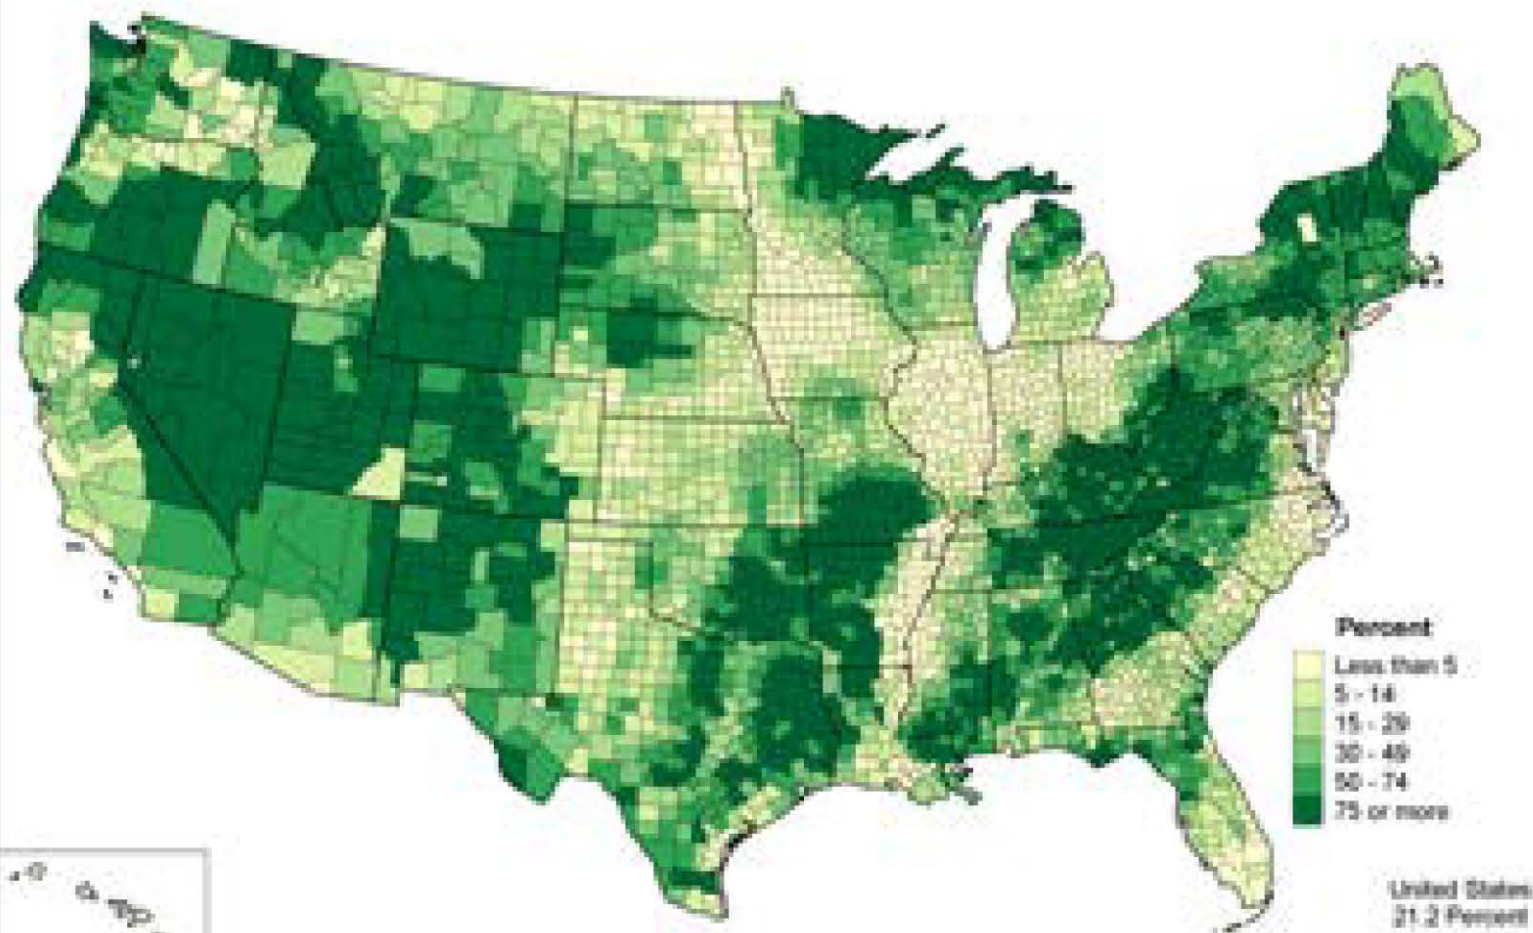 Percent
Less than 5
5 - 14
15 - 29
30 - 49
50 - 74
75 or more
United States
21.2 Percent